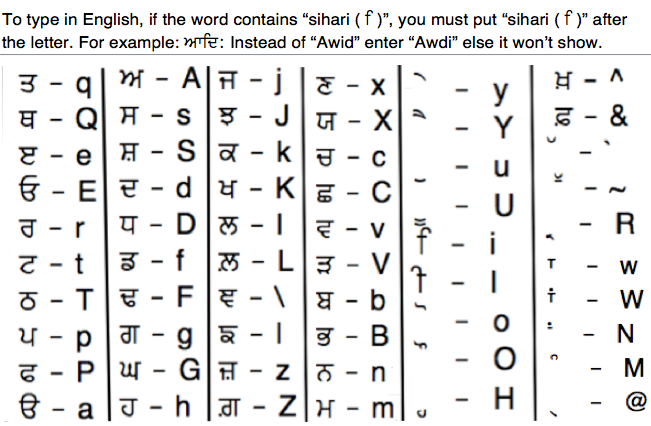 To type in English, if the word contains “sihari ( ਿ )”, you must put “sihari ( ਿ )” after
the letter. For example: ਆਦਿ: Instead of “Awid” enter “Awdi” else it won’t show.
ਤ - q ਅ - A ਜ - j ਣ - x ੇ - y ਖ਼ - ^
ਥ - Q ਸ - s ਝ - J ਯ - X ੈ - Y ਫ਼ - &
ੲ - e ਸ਼ - S ਕ - k ਚ - c ੁ - u - `
ਓ - E ਦ - d ਖ - K ਛ - C ੂ - U - ~
ਰ - r ਧ - D ਲ - l ਵ - v ਿ - i ੍ਰ - R
ਟ - t ਡ - f ਲ਼ - L ੜ - V ੀ - I ਾ - w
ਠ - T ਢ - F ਞ - \ ਬ - b ੋ - o ਾਂ - W
ਪ - p ਗ - g ਙ - | ਭ - B ੌ - O - N
ਫ - P ਘ - G ਜ਼ - z ਨ - n ੰ - M
ੳ - a ਹ - h ਗ਼ - Z ਮ - m ੍ਹ - H ੍ - @